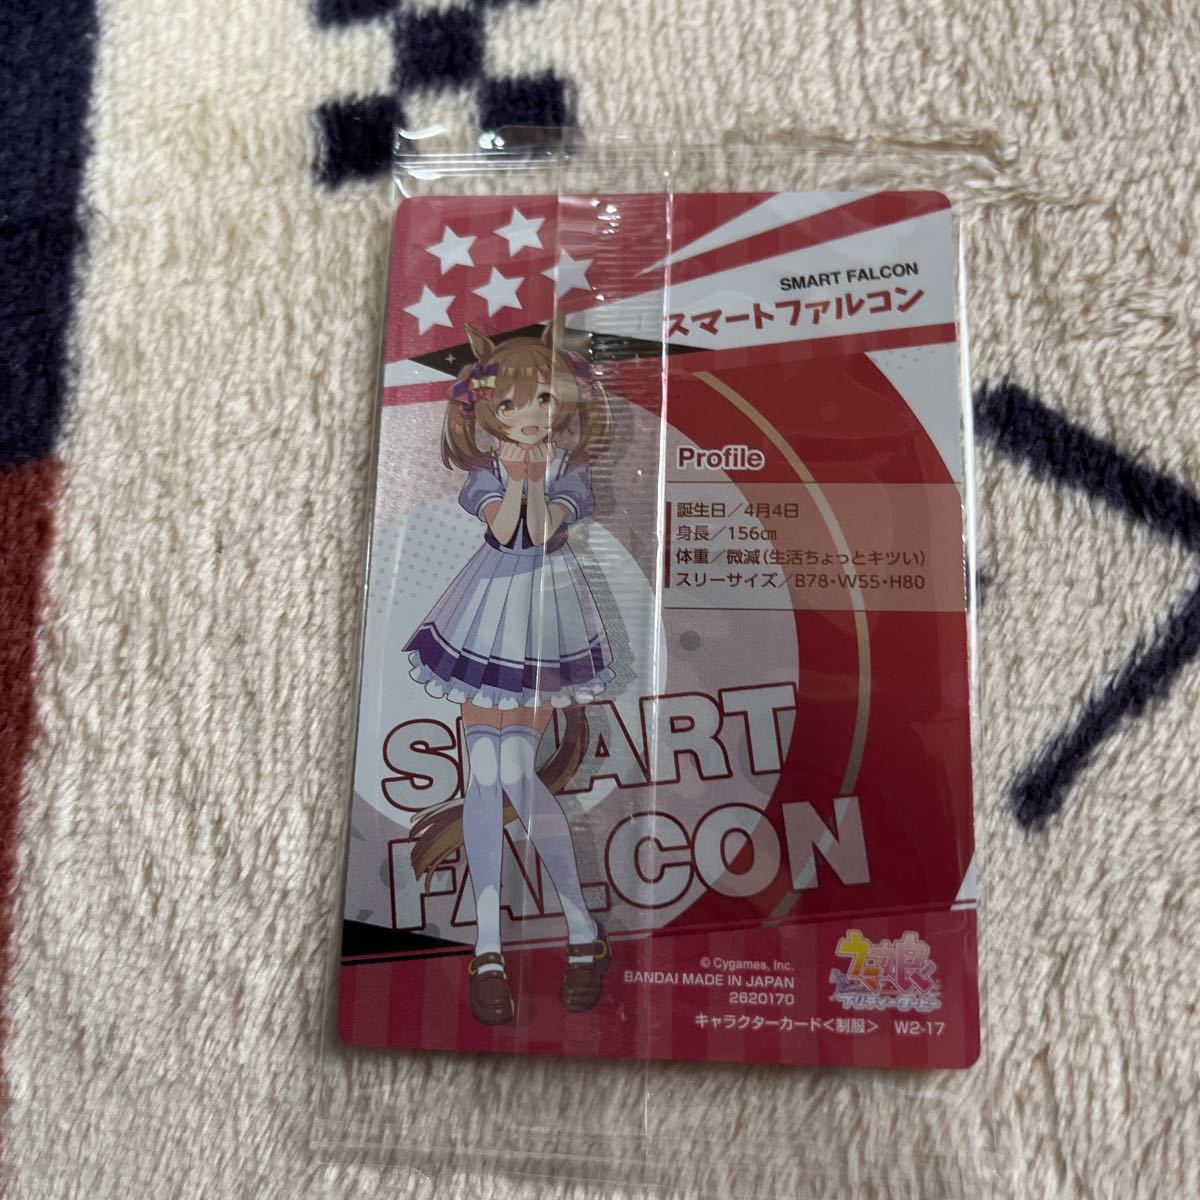 SMART FALCON
スマートファルコン
Profile
誕生日／4月4日
身長／156cm
体重／微減（生活ちょっとキツい）
スリーサイズ／B78・W55・H80
SMART
FALCON
© Cygames, Inc.
BANDAI MADE IN JAPAN
2620170
キャラクターカード＜制服＞ W2-17
ウマ娘
プリティーダービー